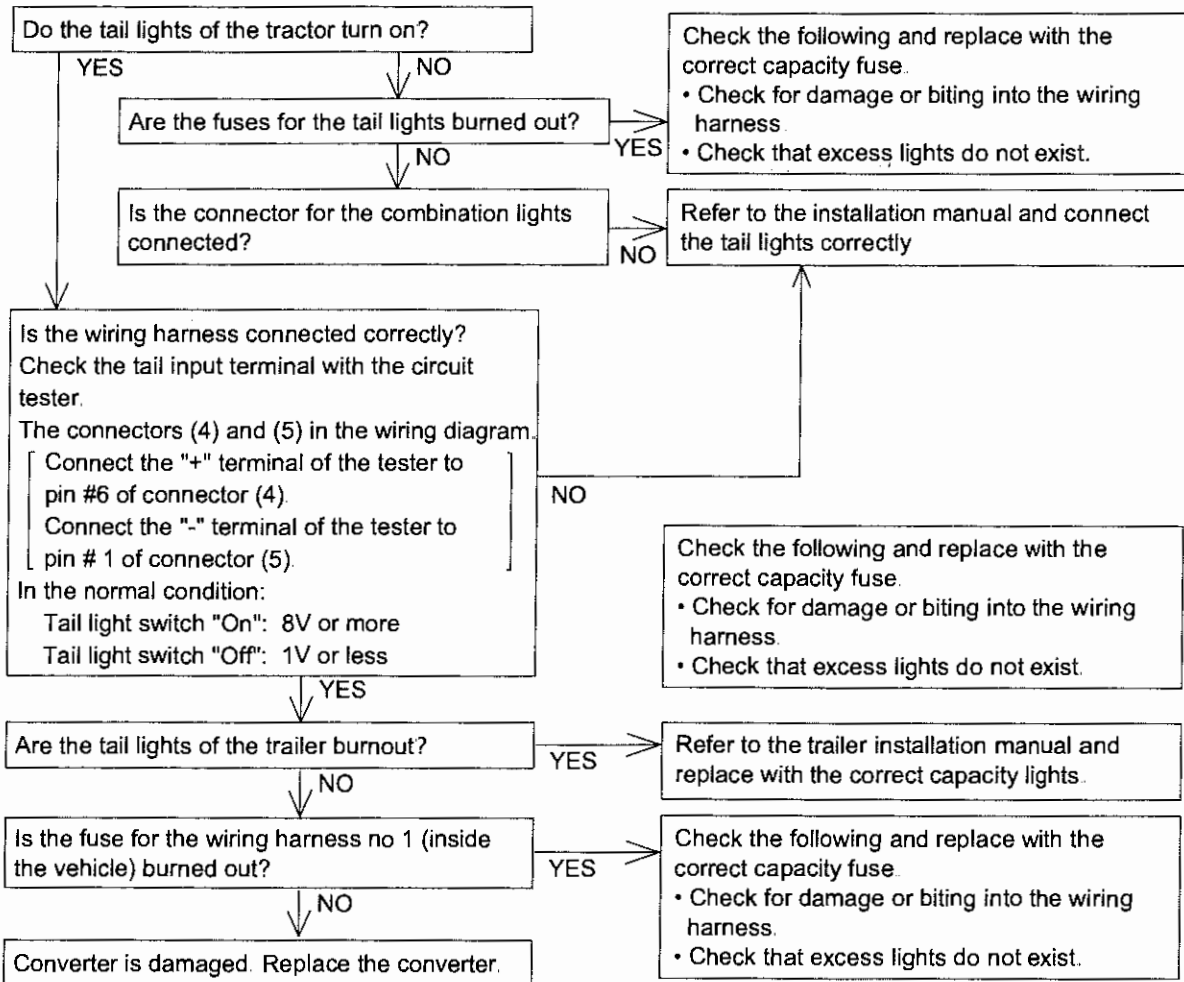 Do the tail lights of the tractor turn on?
YES
NO
Are the fuses for the tail lights burned out?
YES
Check the following and replace with the
correct capacity fuse.
• Check for damage or biting into the wiring
harness.
• Check that excess lights do not exist.
NO
Is the connector for the combination lights
connected?
NO
Refer to the installation manual and connect
the tail lights correctly
Is the wiring harness connected correctly?
Check the tail input terminal with the circuit
tester.
The connectors (4) and (5) in the wiring diagram.
Connect the "+" terminal of the tester to
pin #6 of connector (4).
Connect the "-" terminal of the tester to
pin # 1 of connector (5).
In the normal condition:
Tail light switch "On": 8V or more
Tail light switch "Off": 1V or less
NO
Check the following and replace with the
correct capacity fuse.
• Check for damage or biting into the wiring
harness.
• Check that excess lights do not exist.
YES
Are the tail lights of the trailer burnout?
YES
Refer to the trailer installation manual and
replace with the correct capacity lights.
NO
Is the fuse for the wiring harness no 1 (inside
the vehicle) burned out?
YES
Check the following and replace with the
correct capacity fuse.
• Check for damage or biting into the wiring
harness.
• Check that excess lights do not exist.
NO
Converter is damaged. Replace the converter.